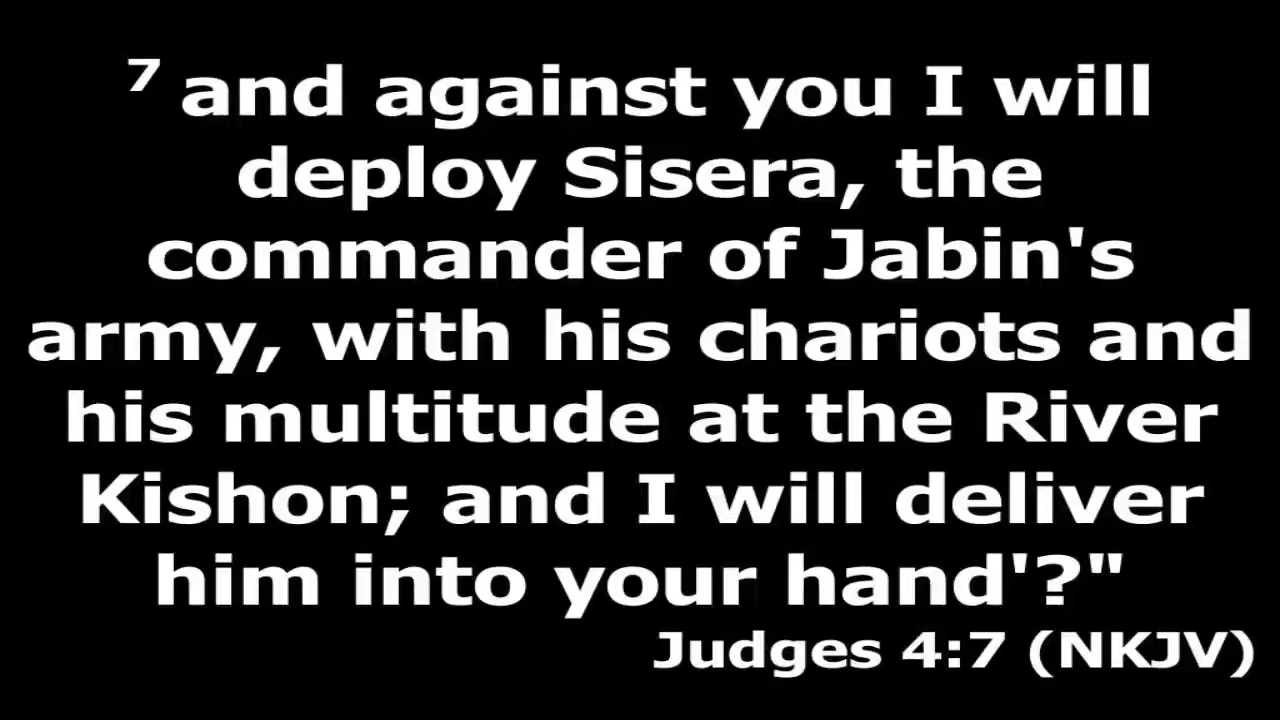 7 and against you I will
deploy Sisera, the
commander of Jabin's
army, with his chariots and
his multitude at the River
Kishon; and I will deliver
him into your hand'?"
Judges 4:7 (NKJV)